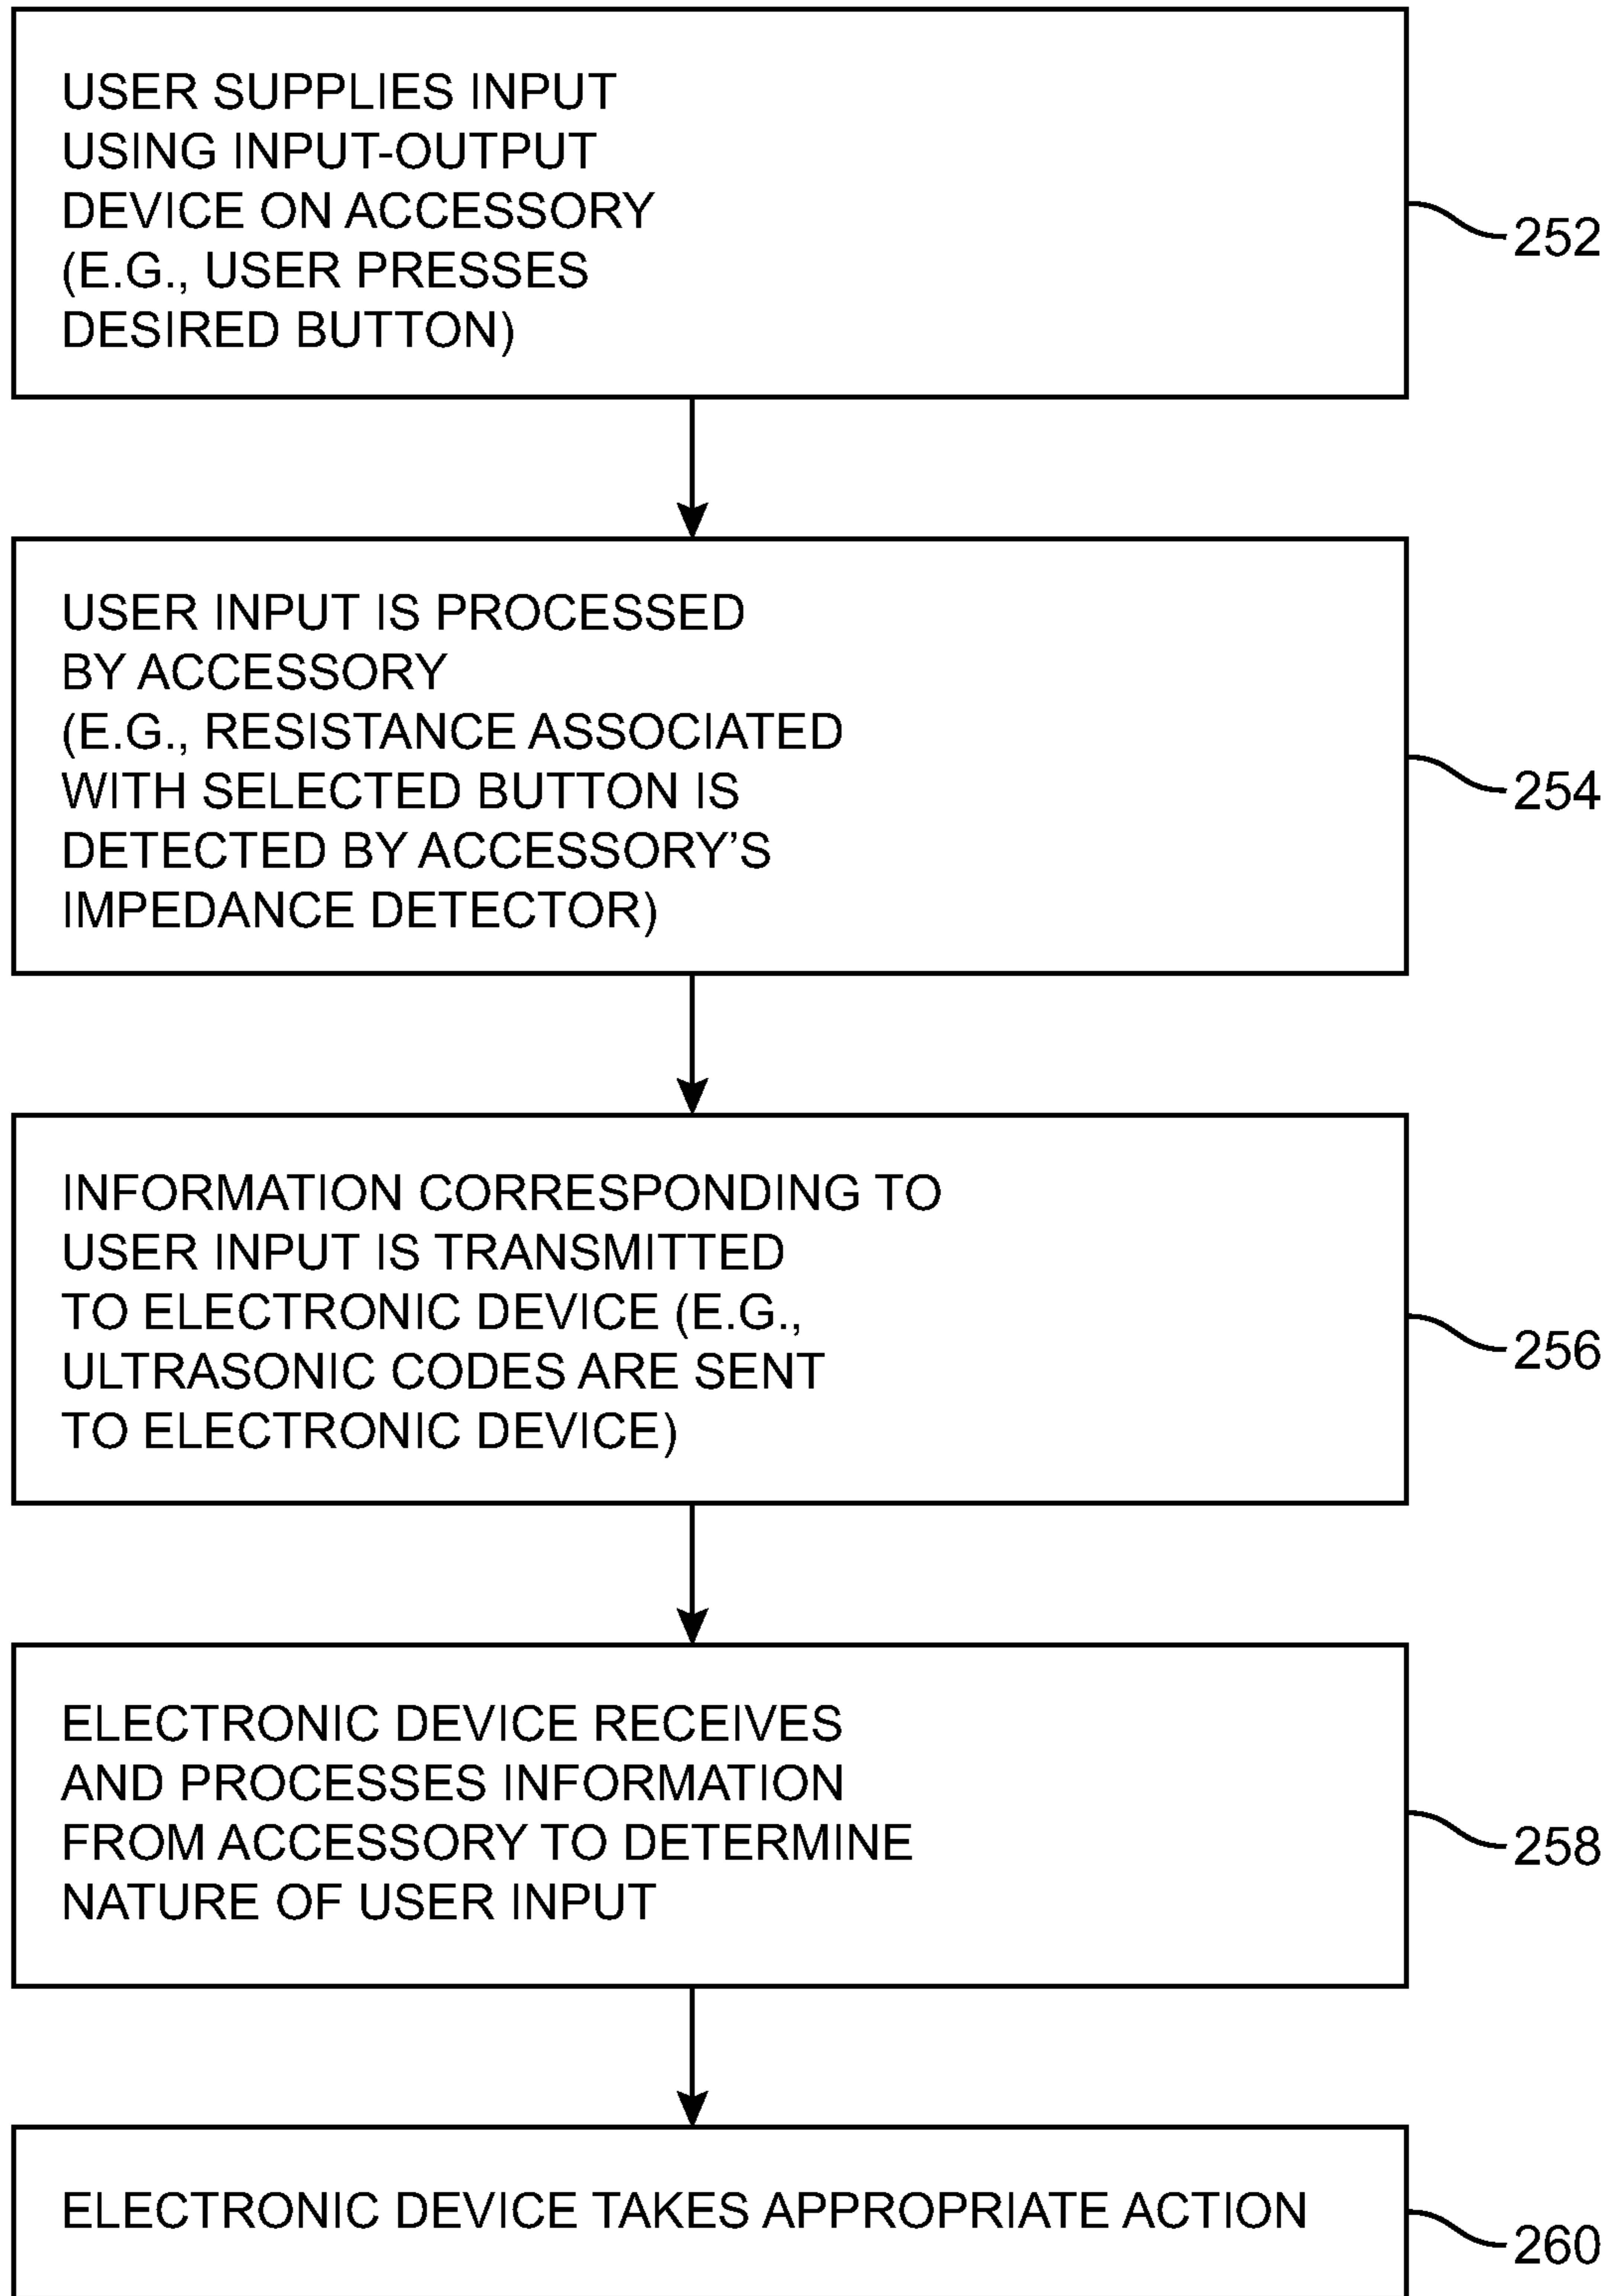 USER SUPPLIES INPUT
USING INPUT-OUTPUT
DEVICE ON ACCESSORY
(E.G., USER PRESSES
DESIRED BUTTON)
252
USER INPUT IS PROCESSED
BY ACCESSORY
(E.G., RESISTANCE ASSOCIATED
WITH SELECTED BUTTON IS
DETECTED BY ACCESSORY'S
IMPEDANCE DETECTOR)
254
INFORMATION CORRESPONDING TO
USER INPUT IS TRANSMITTED
TO ELECTRONIC DEVICE (E.G.,
ULTRASONIC CODES ARE SENT
TO ELECTRONIC DEVICE)
256
ELECTRONIC DEVICE RECEIVES
AND PROCESSES INFORMATION
FROM ACCESSORY TO DETERMINE
NATURE OF USER INPUT
258
ELECTRONIC DEVICE TAKES APPROPRIATE ACTION
260